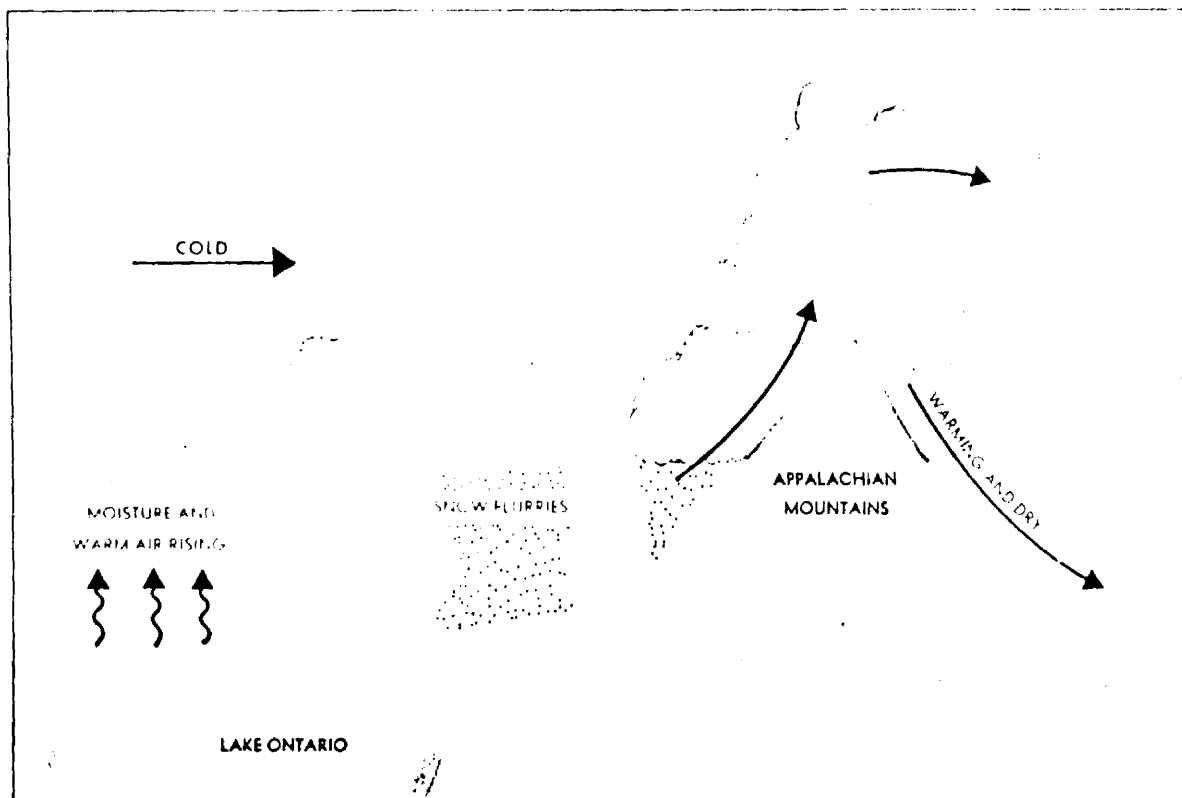 COLD
WARMING AND DRY
SNOW FLURRIES
APPALACHIAN
MOUNTAINS
MOISTURE AND
WARM AIR RISING
LAKE ONTARIO